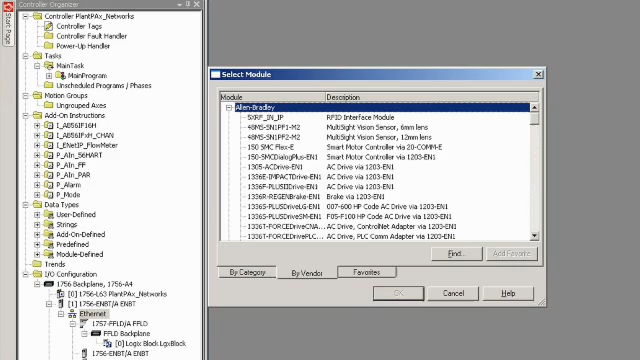 Start Page
Controller Organizer
Controller PlantPAx_Networks
Controller Tags
Controller Fault Handler
Power-Up Handler
Tasks
MainTask
MainProgram
Unscheduled Programs / Phases
Motion Groups
Ungrouped Axes
Add-On Instructions
I_AB56IF16H
I_AB56IFxH_CHAN
I_ENetIP_FlowMeter
P_AIn_56HART
P_AIn_FF
P_AIn_PAR
P_Alarm
P_Mode
Data Types
User-Defined
Strings
Add-On-Defined
Predefined
Module-Defined
Trends
I/O Configuration
1756 Backplane, 1756-A4
[0] 1756-L63 PlantPAx_Networks
[1] 1756-ENBT/A ENBT
Ethernet
1757-FFLD/A FFLD
FFLD Backplane
[0] Logix Block LgxBlock
1756-ENBT/A ENBT
Select Module
Module Description
Allen-Bradley
5XRF_IN_IP RFID Interface Module
48MS-SN1PF1-M2 MultiSight Vision Sensor, 6mm lens
48MS-SN1PF2-M2 MultiSight Vision Sensor, 12mm lens
150 SMC Flex-E Smart Motor Controller via 20-COMM-E
150-SMCDialogPlus-EN1 Smart Motor Controller via 1203-EN1
1305-ACDrive-EN1 AC Drive via 1203-EN1
1336E-IMPACTDrive-EN1 AC Drive via 1203-EN1
1336F-PLUSIIDrive-EN1 AC Drive via 1203-EN1
1336R-REGENBrake-EN1 Brake via 1203-EN1
1336S-PLUSDriveLG-EN1 007-600 HP Code AC Drive via 1203-EN1
1336S-PLUSDriveSM-EN1 F05-F100 HP Code AC Drive via 1203-EN1
1336T-FORCEDriveCNA... AC Drive, ControlNet Adapter via 1203-EN1
1336T-FORCEDrivePLC... AC Drive, PLC Comm Adapter via 1203-EN1
Find... Add Favorite
By Category By Vendor Favorites
OK Cancel Help